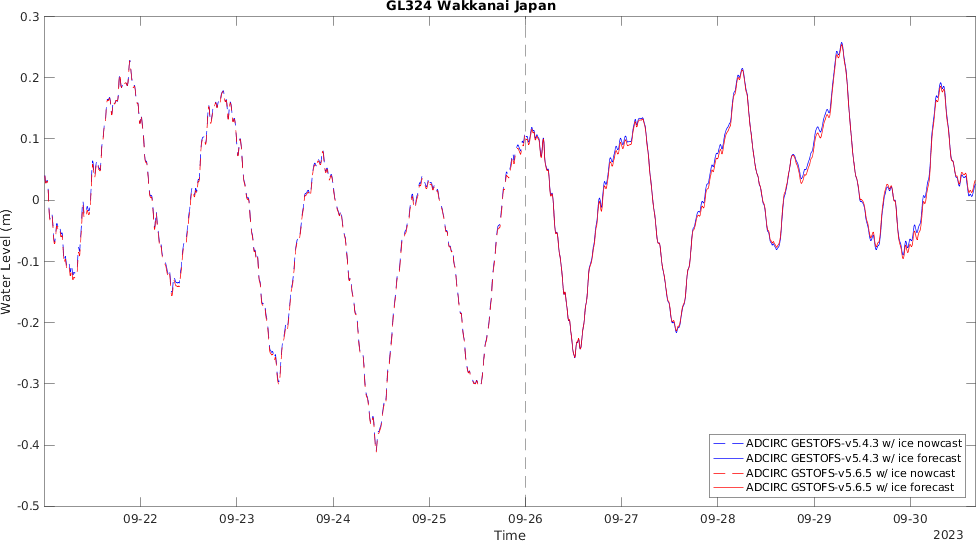 GL324 Wakkanai Japan
0.3
0.2
0.1
0
-0.1
-0.2
-0.3
-0.4
-0.5
Water Level (m)
ADCIRC GESTOFS-v5.4.3 w/ ice nowcast
ADCIRC GESTOFS-v5.4.3 w/ ice forecast
ADCIRC GSTOFS-v5.6.5 w/ ice nowcast
ADCIRC GSTOFS-v5.6.5 w/ ice forecast
09-22 09-23 09-24 09-25 09-26 09-27 09-28 09-29 09-30
Time
2023